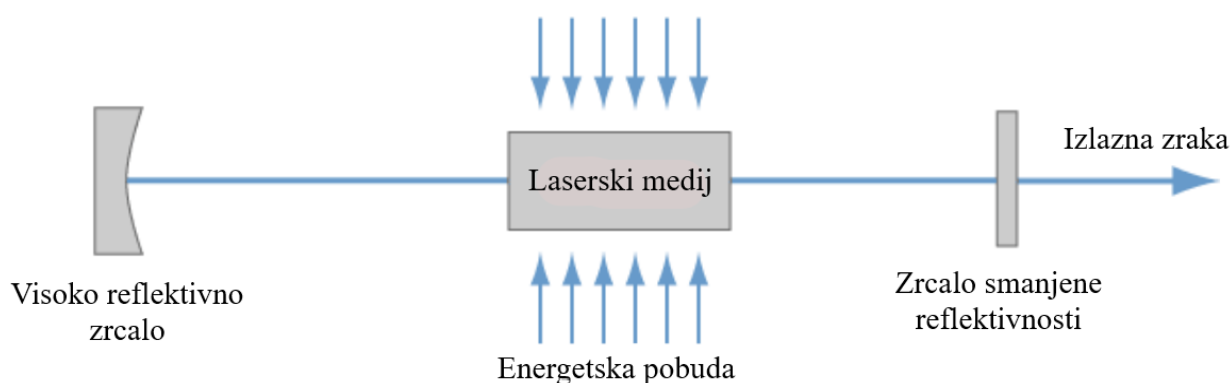 Izlazna zraka
Laserski medij
Visoko reflektivno
zrcalo
Zrcalo smanjene
reflektivnosti
Energetska pobuda